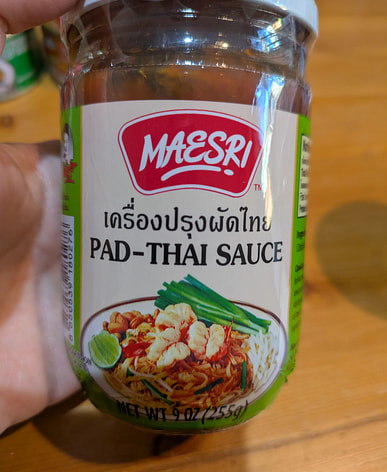 MAESRI
TM
เครื่องปรุงผัดไทย
PAD-THAI SAUCE
NET WT 9 OZ (255g)